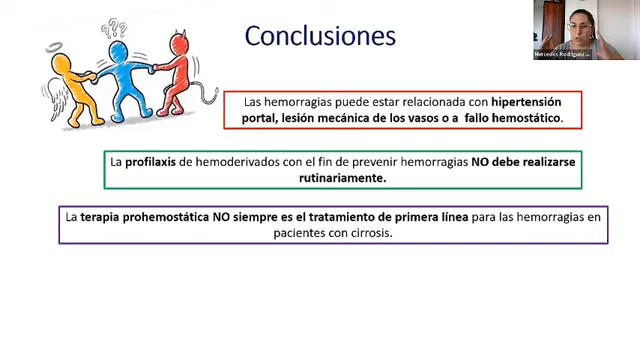 Conclusiones
Mercedes Rodríguez ...
???
Las hemorragias puede estar relacionada con hipertensión
portal, lesión mecánica de los vasos o a fallo hemostático.
La profilaxis de hemoderivados con el fin de prevenir hemorragias NO debe realizarse
rutinariamente.
La terapia prohemostática NO siempre es el tratamiento de primera línea para las hemorragias en
pacientes con cirrosis.